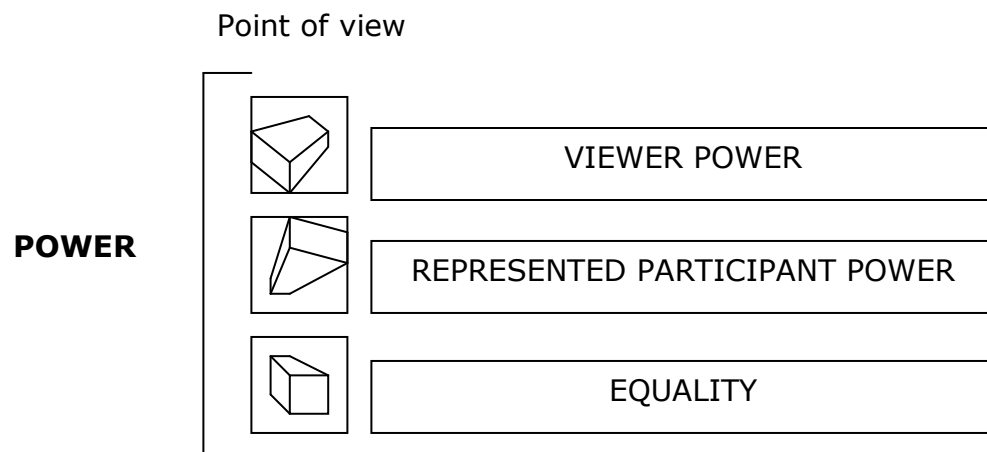 Point of view
VIEWER POWER
POWER
REPRESENTED PARTICIPANT POWER
EQUALITY